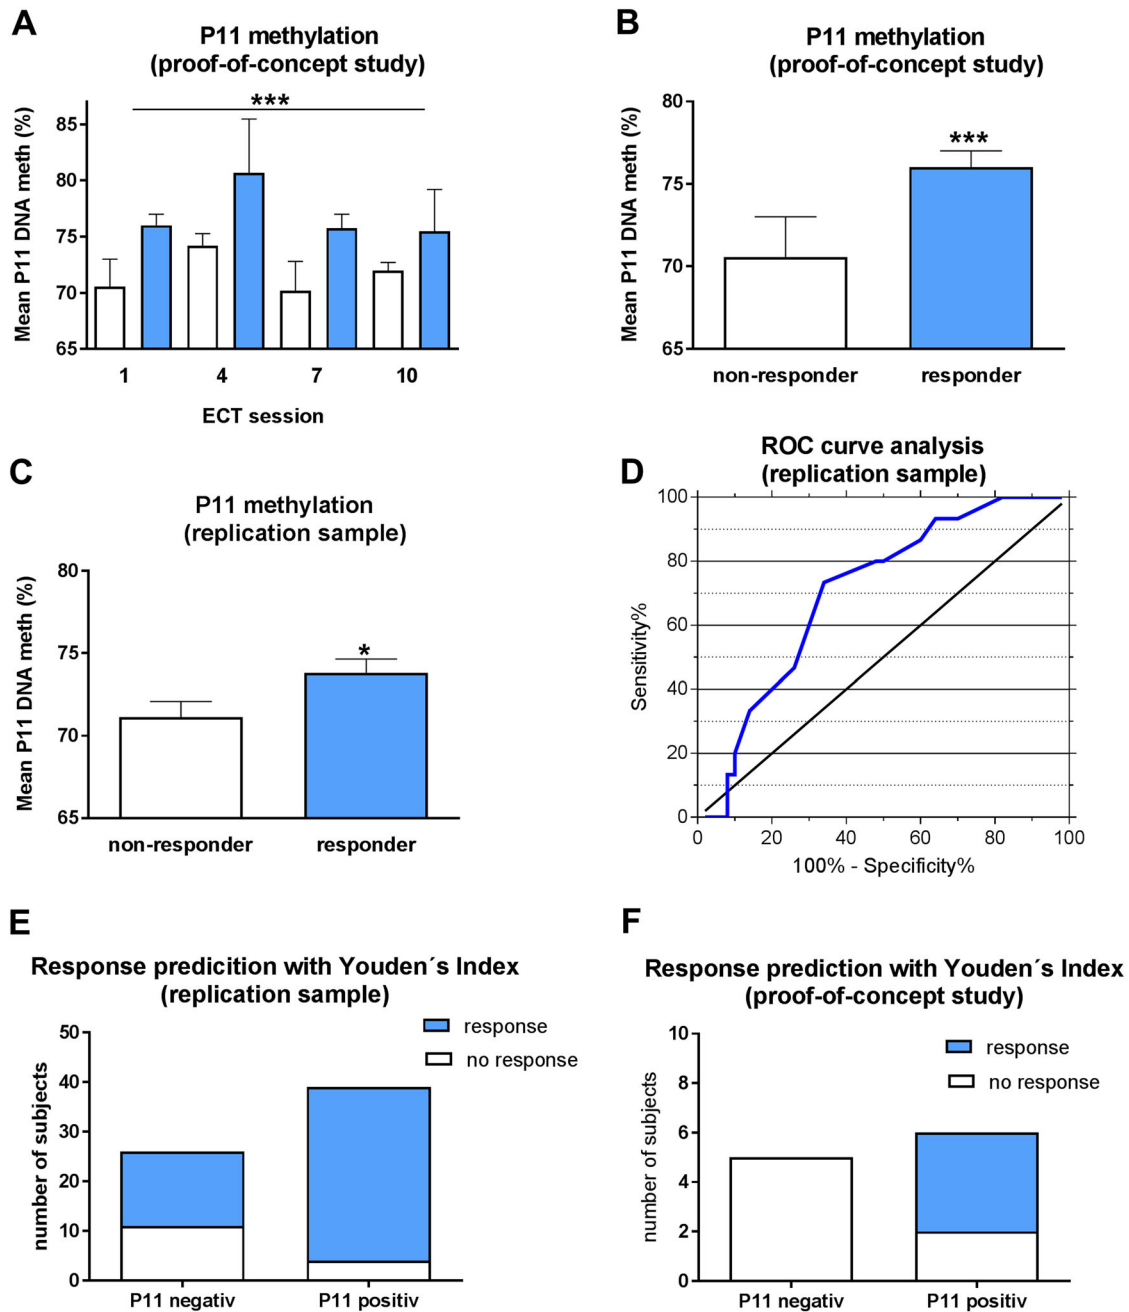 A
P11 methylation
(proof-of-concept study)
Mean P11 DNA meth (%)
85
80
75
70
65
***
1 4 7 10
ECT session
B
P11 methylation
(proof-of-concept study)
Mean P11 DNA meth (%)
80
75
70
65
***
non-responder responder
C
P11 methylation
(replication sample)
Mean P11 DNA meth (%)
80
75
70
65
*
non-responder responder
D
ROC curve analysis
(replication sample)
Sensitivity%
100
80
60
40
20
0
0 20 40 60 80 100
100% - Specificity%
E
Response predicition with Youden´s Index
(replication sample)
number of subjects
50
40
30
20
10
0
response
no response
P11 negativ P11 positiv
F
Response prediction with Youden´s Index
(proof-of-concept study)
number of subjects
10
8
6
4
2
0
response
no response
P11 negativ P11 positiv